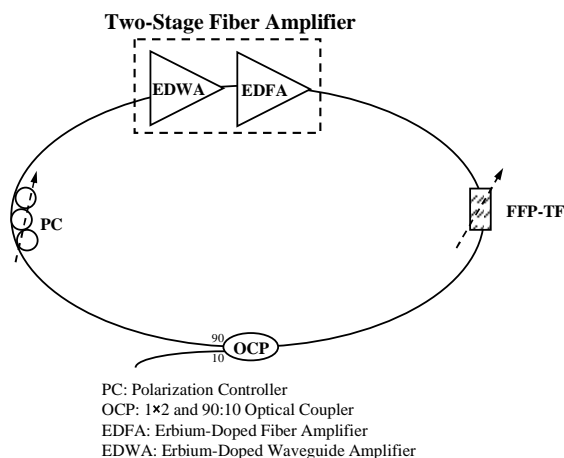 Two-Stage Fiber Amplifier
EDWA
EDFA
PC
FFP-TF
90
10
OCP
PC: Polarization Controller
OCP: 1×2 and 90:10 Optical Coupler
EDFA: Erbium-Doped Fiber Amplifier
EDWA: Erbium-Doped Waveguide Amplifier